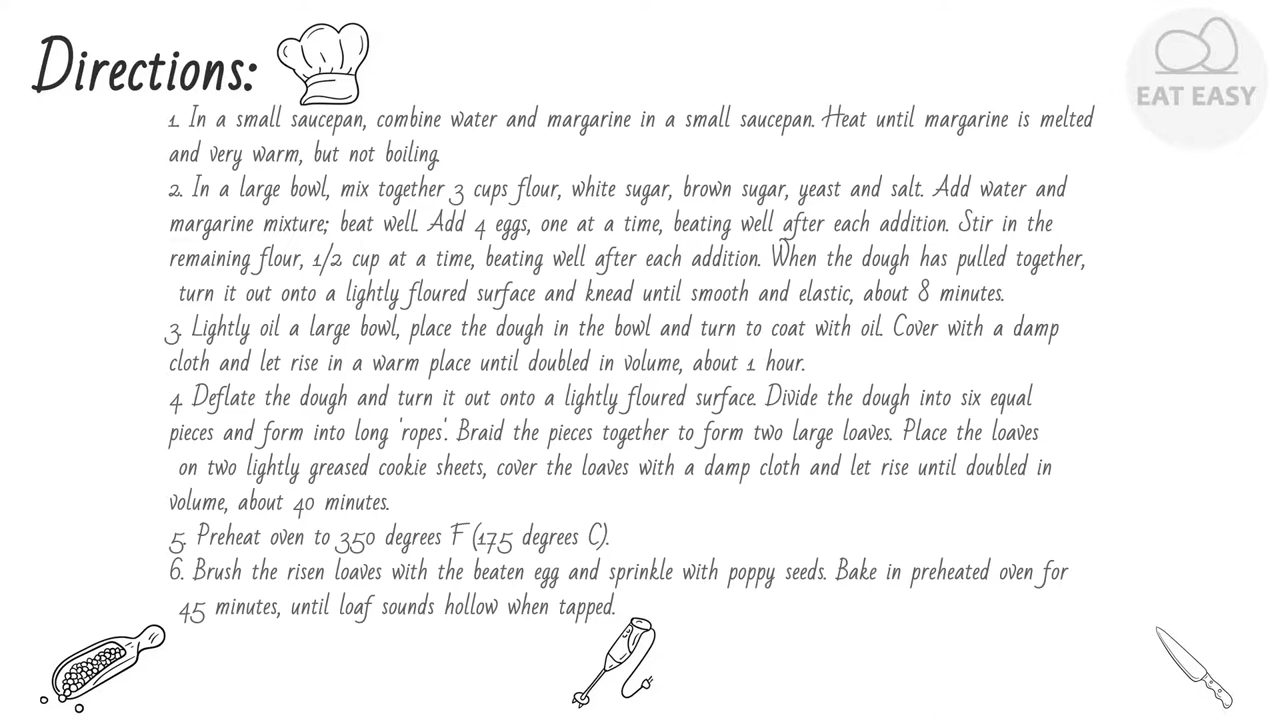 Directions:
EAT EASY
1. In a small saucepan, combine water and margarine in a small saucepan. Heat until margarine is melted
and very warm, but not boiling.
2. In a large bowl, mix together 3 cups flour, white sugar, brown sugar, yeast and salt. Add water and
margarine mixture; beat well. Add 4 eggs, one at a time, beating well after each addition. Stir in the
remaining flour, 1/2 cup at a time, beating well after each addition. When the dough has pulled together,
turn it out onto a lightly floured surface and knead until smooth and elastic, about 8 minutes.
3. Lightly oil a large bowl, place the dough in the bowl and turn to coat with oil. Cover with a damp
cloth and let rise in a warm place until doubled in volume, about 1 hour.
4. Deflate the dough and turn it out onto a lightly floured surface. Divide the dough into six equal
pieces and form into long 'ropes'. Braid the pieces together to form two large loaves. Place the loaves
on two lightly greased cookie sheets, cover the loaves with a damp cloth and let rise until doubled in
volume, about 40 minutes.
5. Preheat oven to 350 degrees F (175 degrees C).
6. Brush the risen loaves with the beaten egg and sprinkle with poppy seeds. Bake in preheated oven for
45 minutes, until loaf sounds hollow when tapped.